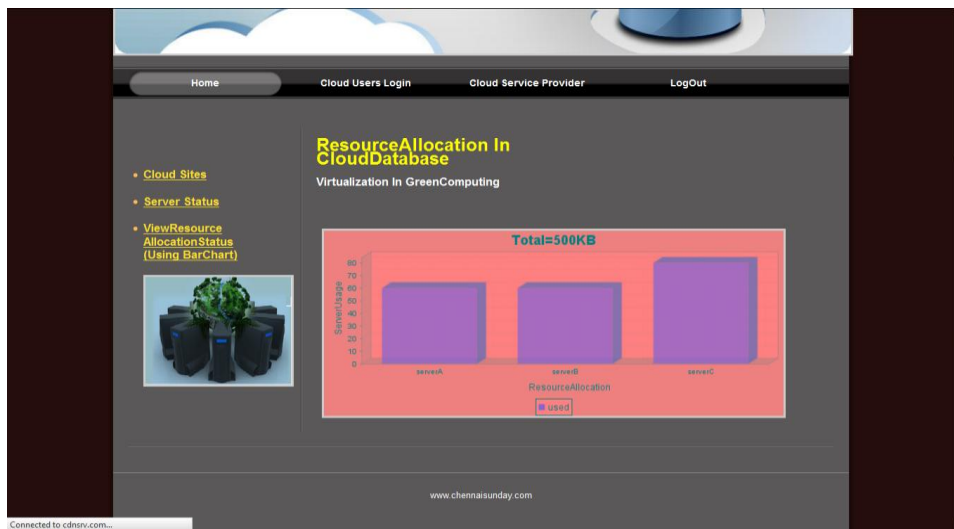 Home
Cloud Users Login
Cloud Service Provider
LogOut
ResourceAllocation In
CloudDatabase
Virtualization In GreenComputing
Cloud Sites
Server Status
ViewResource
AllocationStatus
(Using BarChart)
Total=500KB
80
70
60
50
40
30
20
10
0
ServerUsage
serverA
serverB
serverC
ResourceAllocation
used
www.chennaisunday.com
Connected to cdnsrv.com...